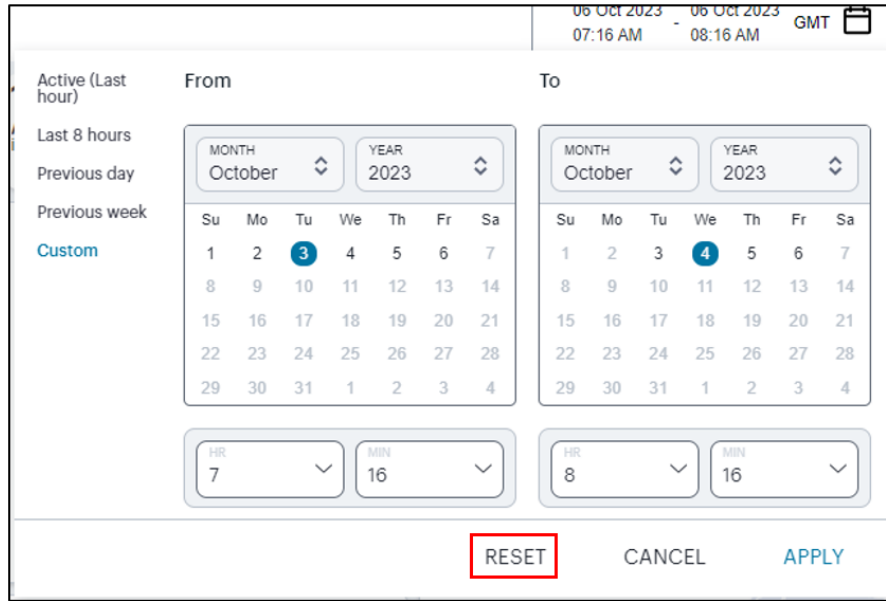 06 Oct 2023 - 06 Oct 2023 GMT
07:16 AM 08:16 AM
Active (Last
hour)
Last 8 hours
Previous day
Previous week
Custom
From
MONTH YEAR
October 2023
Su Mo Tu We Th Fr Sa
1 2 3 4 5 6 7
8 9 10 11 12 13 14
15 16 17 18 19 20 21
22 23 24 25 26 27 28
29 30 31 1 2 3 4
HR MIN
7 16
To
MONTH YEAR
October 2023
Su Mo Tu We Th Fr Sa
1 2 3 4 5 6 7
8 9 10 11 12 13 14
15 16 17 18 19 20 21
22 23 24 25 26 27 28
29 30 31 1 2 3 4
HR MIN
8 16
RESET CANCEL APPLY